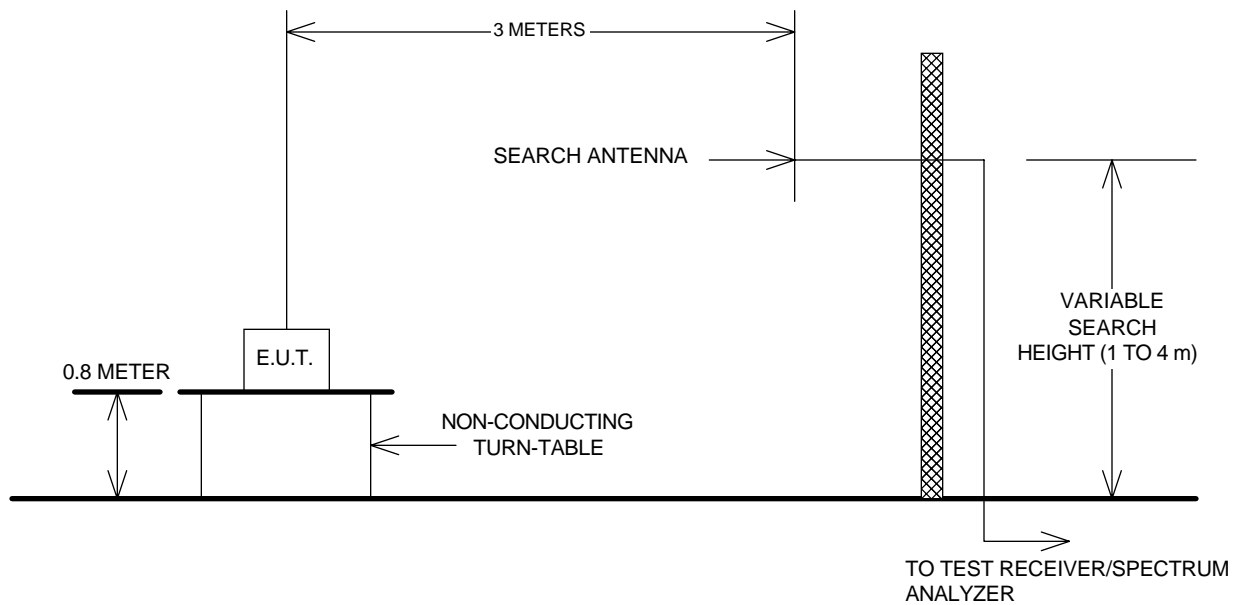 3 METERS
SEARCH ANTENNA
E.U.T.
0.8 METER
NON-CONDUCTING
TURN-TABLE
VARIABLE
SEARCH
HEIGHT (1 TO 4 m)
TO TEST RECEIVER/SPECTRUM
ANALYZER